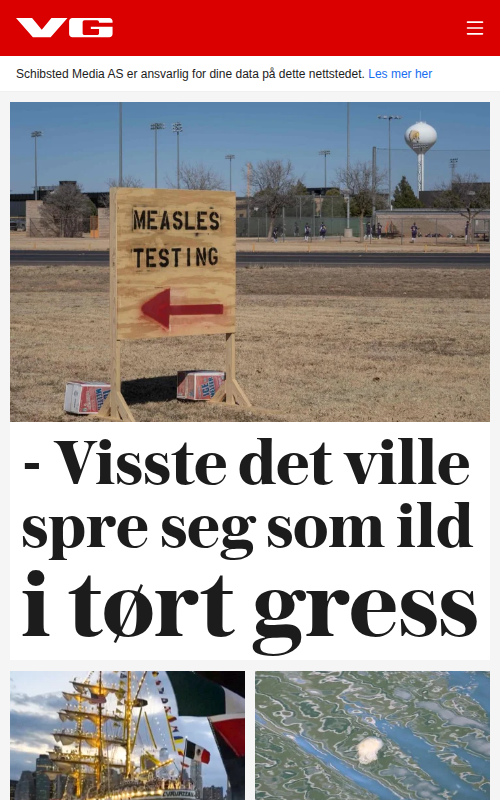 VG
Schibsted Media AS er ansvarlig for dine data på dette nettstedet. Les mer her
MEASLES
TESTING
- Visste det ville
spre seg som ild
i tørt gress